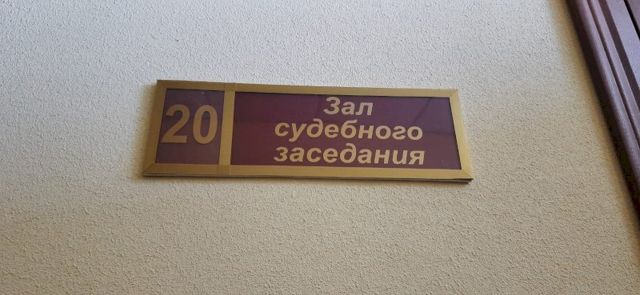 20
Зал
судебного
заседания